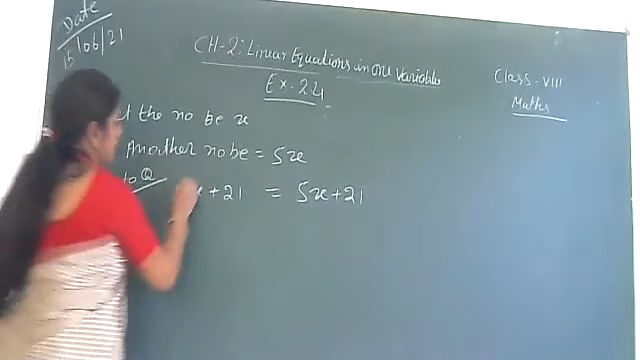 Date
15/06/21
CH-2: Linear Equations in one Variable
Ex-2.4
Class-VIII
Maths
the no be x
Another no be = 5x
to Q
x+21 = 5x+21